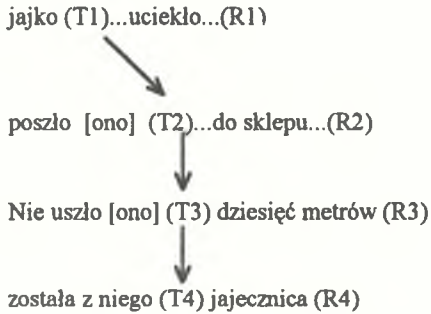 jajko (T1)...uciekło...(R1)
poszło [ono] (T2)...do sklepu...(R2)
Nie uszło [ono] (T3) dziesięć metrów (R3)
została z niego (T4) jajecznica (R4)